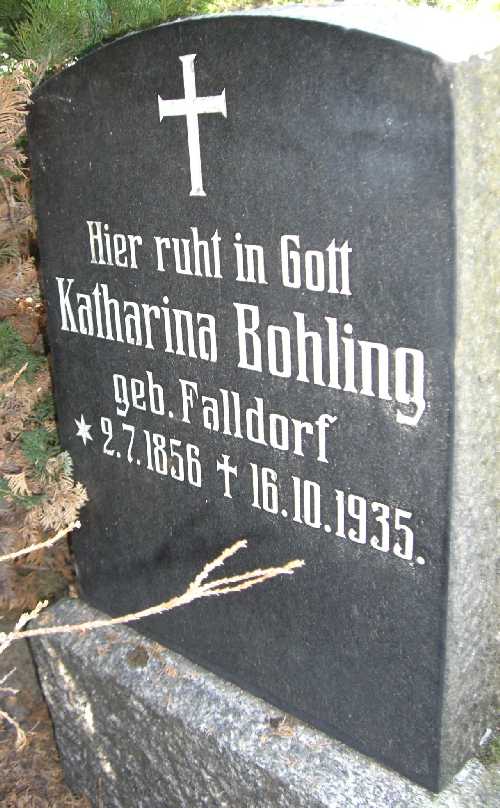 Hier ruht in Gott
Katharina Bohling
geb. Falldorf
* 2.7.1856 † 16.10.1935.